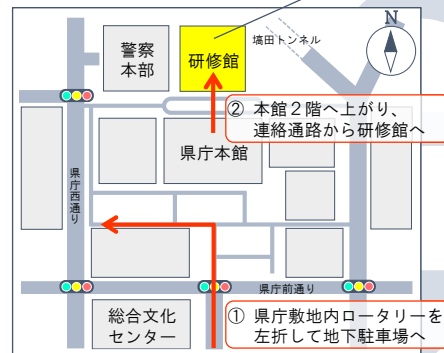 N
塙田トンネル
警察
本部
研修館
② 本館２階へ上がり、
連絡通路から研修館へ
県庁本館
県庁西通り
県庁前通り
総合文化
センター
① 県庁敷地内ロータリーを
左折して地下駐車場へ